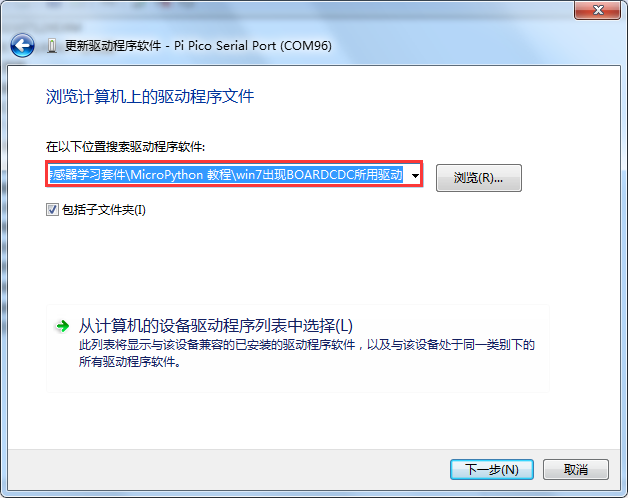 更新驱动程序软件 - Pi Pico Serial Port (COM96)
浏览计算机上的驱动程序文件
在以下位置搜索驱动程序软件:
感器学习套件\MicroPython 教程\win7出现BOARDCDC所用驱动
浏览(R)...
包括子文件夹(I)
从计算机的设备驱动程序列表中选择(L)
此列表将显示与该设备兼容的已安装的驱动程序软件，以及与该设备处于同一类别下的
所有驱动程序软件。
下一步(N)
取消